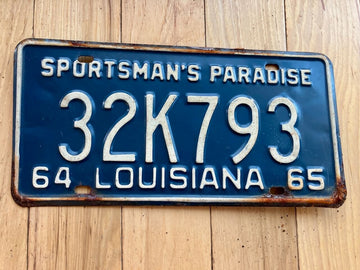 SPORTSMAN'S PARADISE
32K793
64 LOUISIANA 65